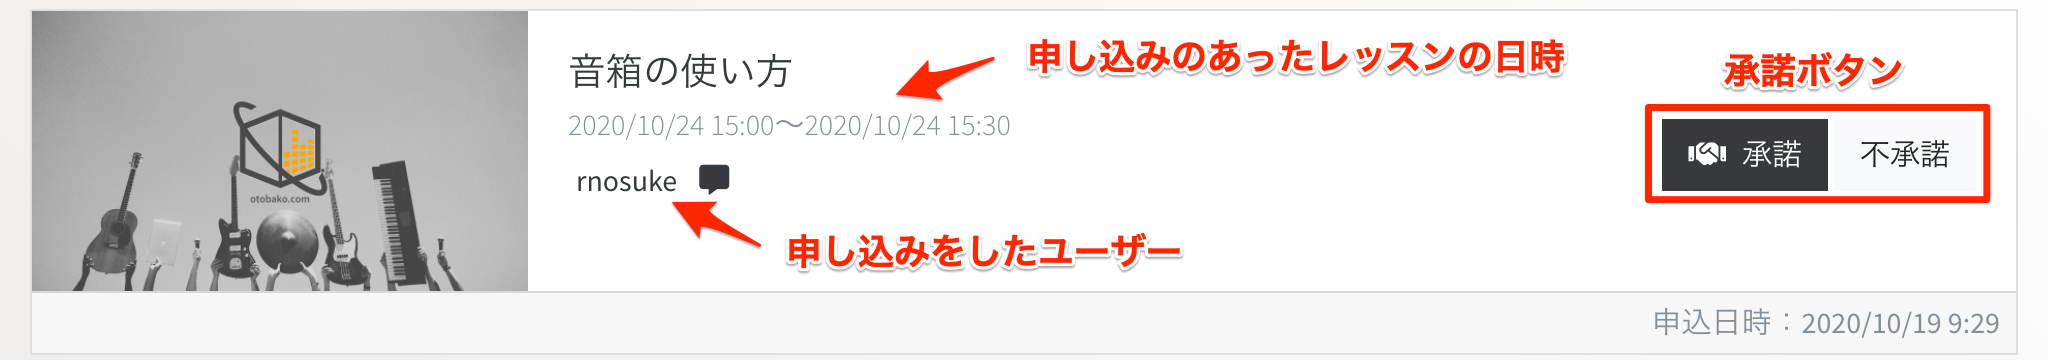 音箱の使い方
申し込みのあったレッスンの日時
承諾ボタン
2020/10/24 15:00〜2020/10/24 15:30
承諾
不承諾
rnosuke
申し込みをしたユーザー
otobako.com
申込日時：2020/10/19 9:29